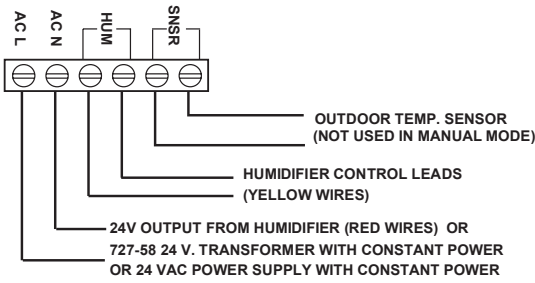 AC L
AC N
HUM
SNSR
OUTDOOR TEMP. SENSOR
(NOT USED IN MANUAL MODE)
HUMIDIFIER CONTROL LEADS
(YELLOW WIRES)
24V OUTPUT FROM HUMIDIFIER (RED WIRES) OR
727-58 24 V. TRANSFORMER WITH CONSTANT POWER
OR 24 VAC POWER SUPPLY WITH CONSTANT POWER